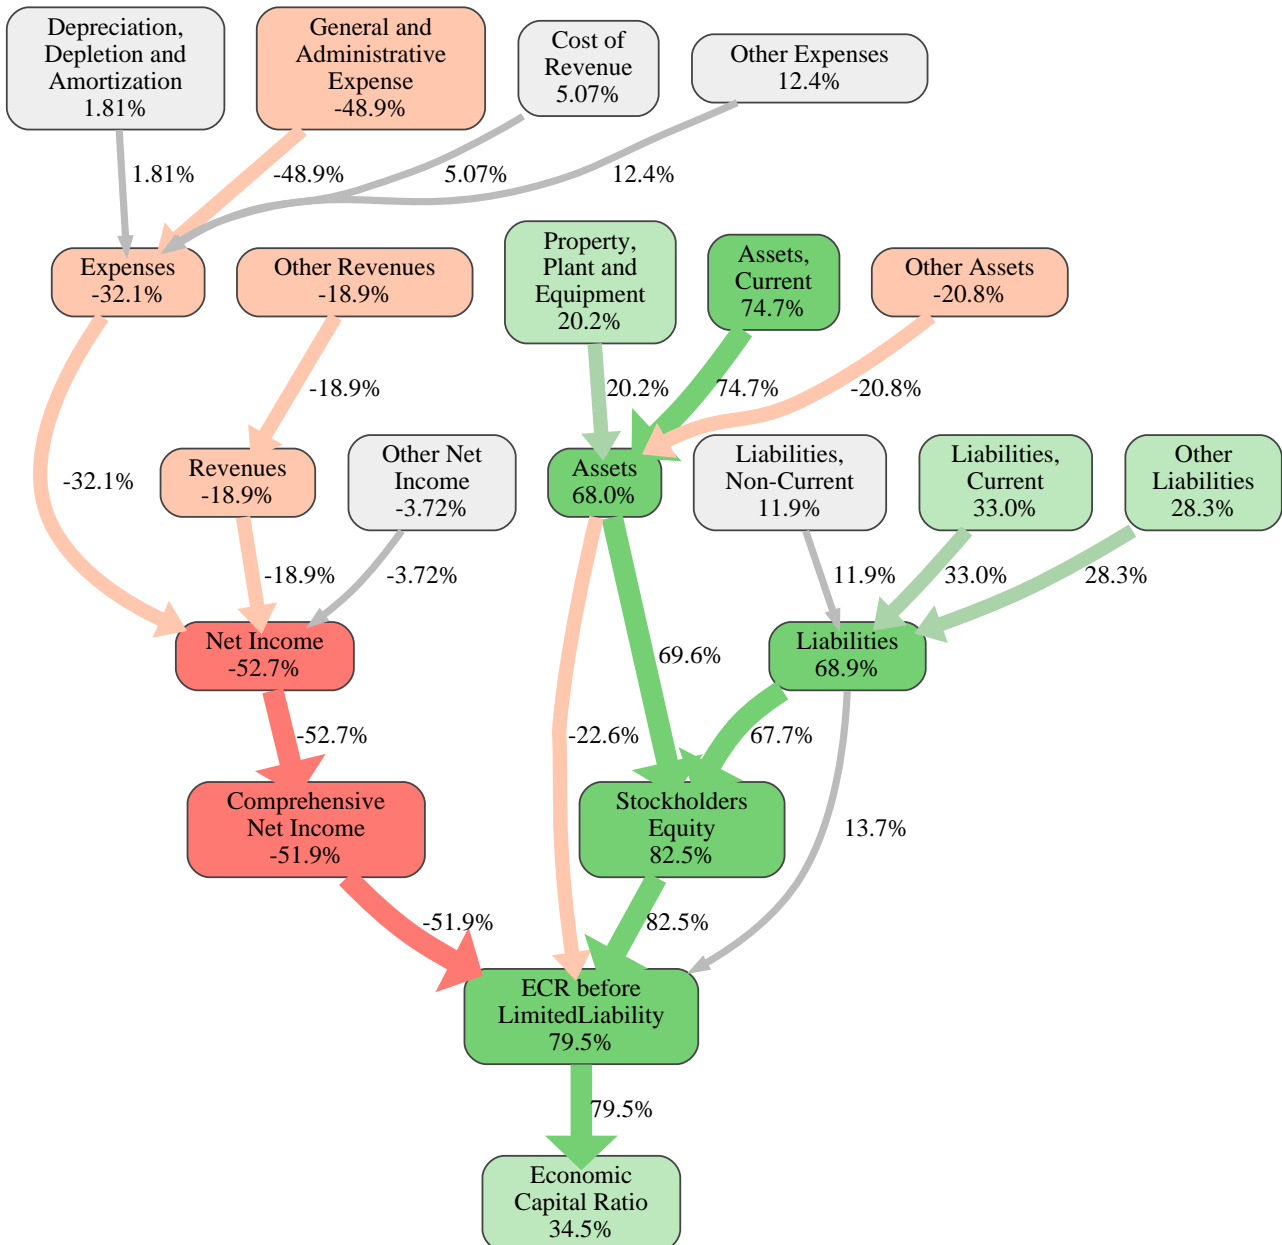 Depreciation,
Depletion and
Amortization
1.81%
General and
Administrative
Expense
-48.9%
Cost of
Revenue
5.07%
Other Expenses
12.4%
1.81%
-48.9%
5.07%
12.4%
Expenses
-32.1%
Other Revenues
-18.9%
Property,
Plant and
Equipment
20.2%
Assets,
Current
74.7%
Other Assets
-20.8%
-18.9%
20.2%
74.7%
-20.8%
-32.1%
Revenues
-18.9%
Other Net
Income
-3.72%
Assets
68.0%
Liabilities,
Non-Current
11.9%
Liabilities,
Current
33.0%
Other
Liabilities
28.3%
-18.9%
-3.72%
11.9%
33.0%
28.3%
Net Income
-52.7%
69.6%
Liabilities
68.9%
-52.7%
-22.6%
67.7%
Comprehensive
Net Income
-51.9%
Stockholders
Equity
82.5%
13.7%
-51.9%
82.5%
ECR before
LimitedLiability
79.5%
79.5%
Economic
Capital Ratio
34.5%